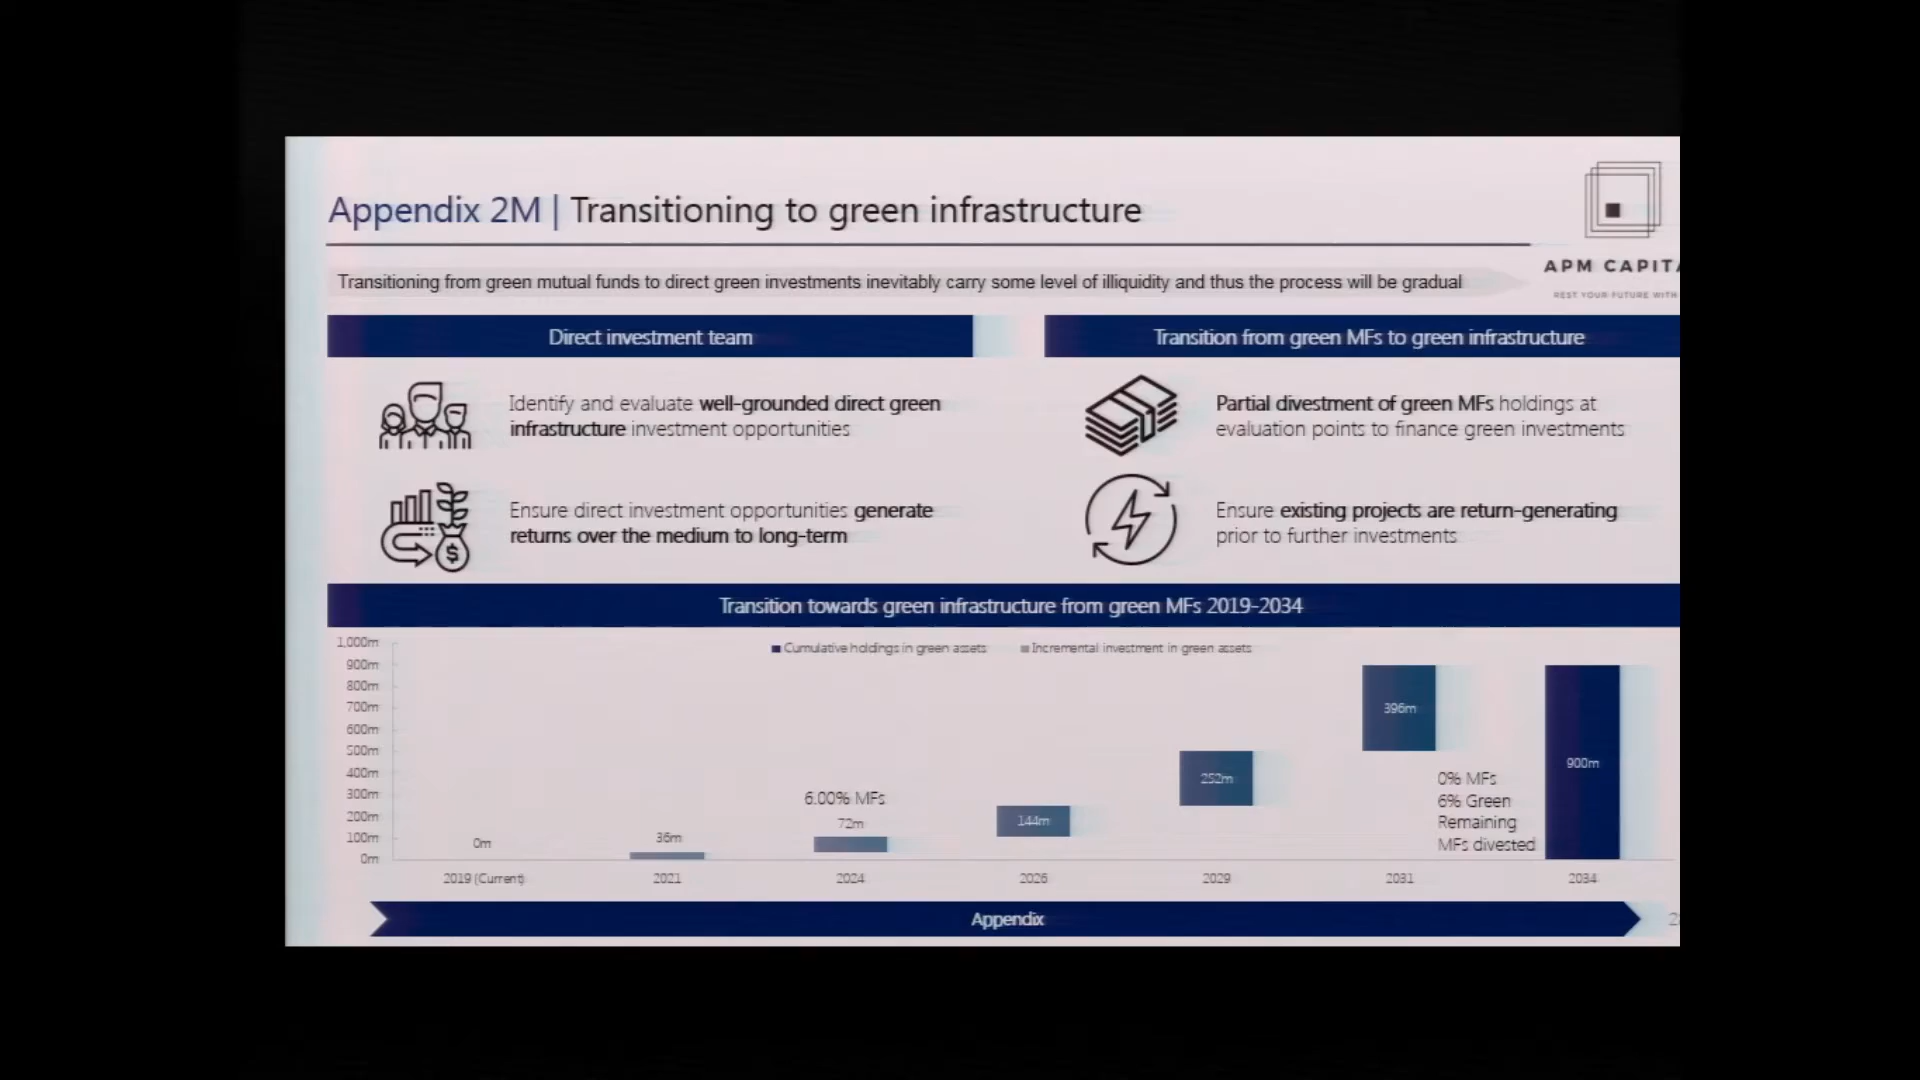 Appendix 2M | Transitioning to green infrastructure
APM CAPITA
REST YOUR FUTURE WITH
Transitioning from green mutual funds to direct green investments inevitably carry some level of illiquidity and thus the process will be gradual
Direct investment team
Transition from green MFs to green infrastructure
Identify and evaluate well-grounded direct green
infrastructure investment opportunities
Partial divestment of green MFs holdings at
evaluation points to finance green investments
Ensure direct investment opportunities generate
returns over the medium to long-term
$
Ensure existing projects are return-generating
prior to further investments
Transition towards green infrastructure from green MFs 2019-2034
Cumulative holdings in green assets
Incremental investment in green assets
1,000m
900m
800m
700m
600m
500m
400m
300m
200m
100m
0m
0m
36m
6.00% MFs
72m
144m
252m
396m
0% MFs
6% Green
Remaining
MFs divested
900m
2019 (Current)
2021
2024
2026
2029
2031
2034
Appendix